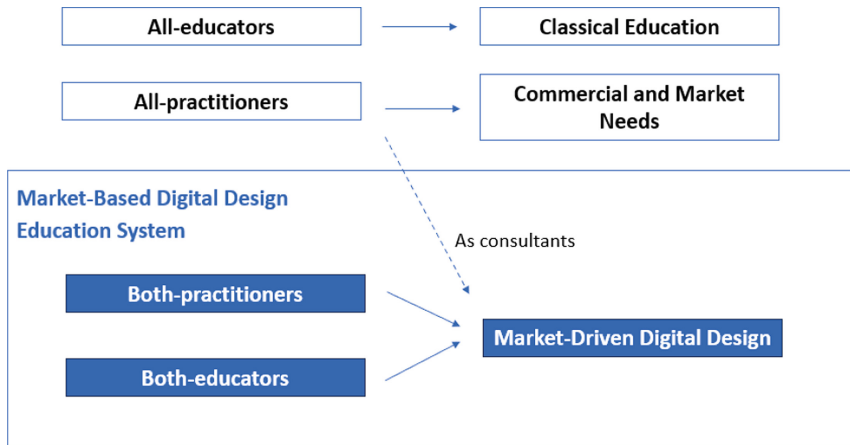 All-educators
Classical Education
All-practitioners
Commercial and Market
Needs
Market-Based Digital Design
Education System
As consultants
Both-practitioners
Market-Driven Digital Design
Both-educators